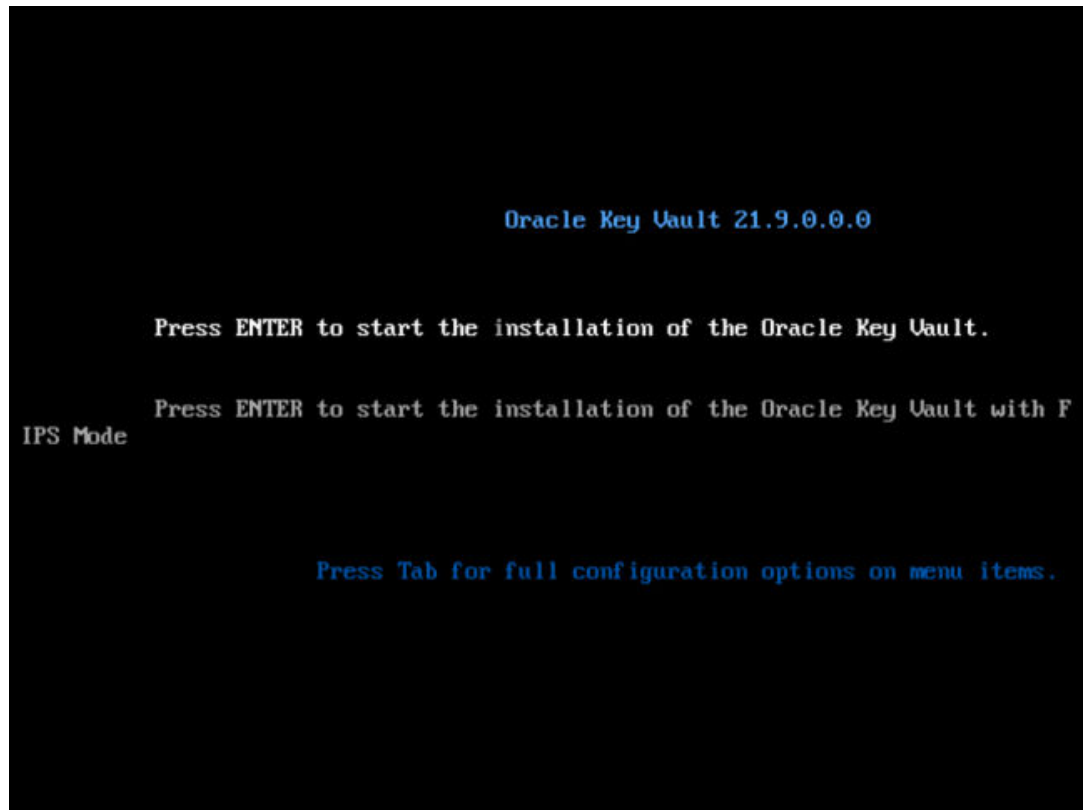 Oracle Key Vault 21.9.0.0.0
Press ENTER to start the installation of the Oracle Key Vault.
Press ENTER to start the installation of the Oracle Key Vault with F
IPS Mode
Press Tab for full configuration options on menu items.